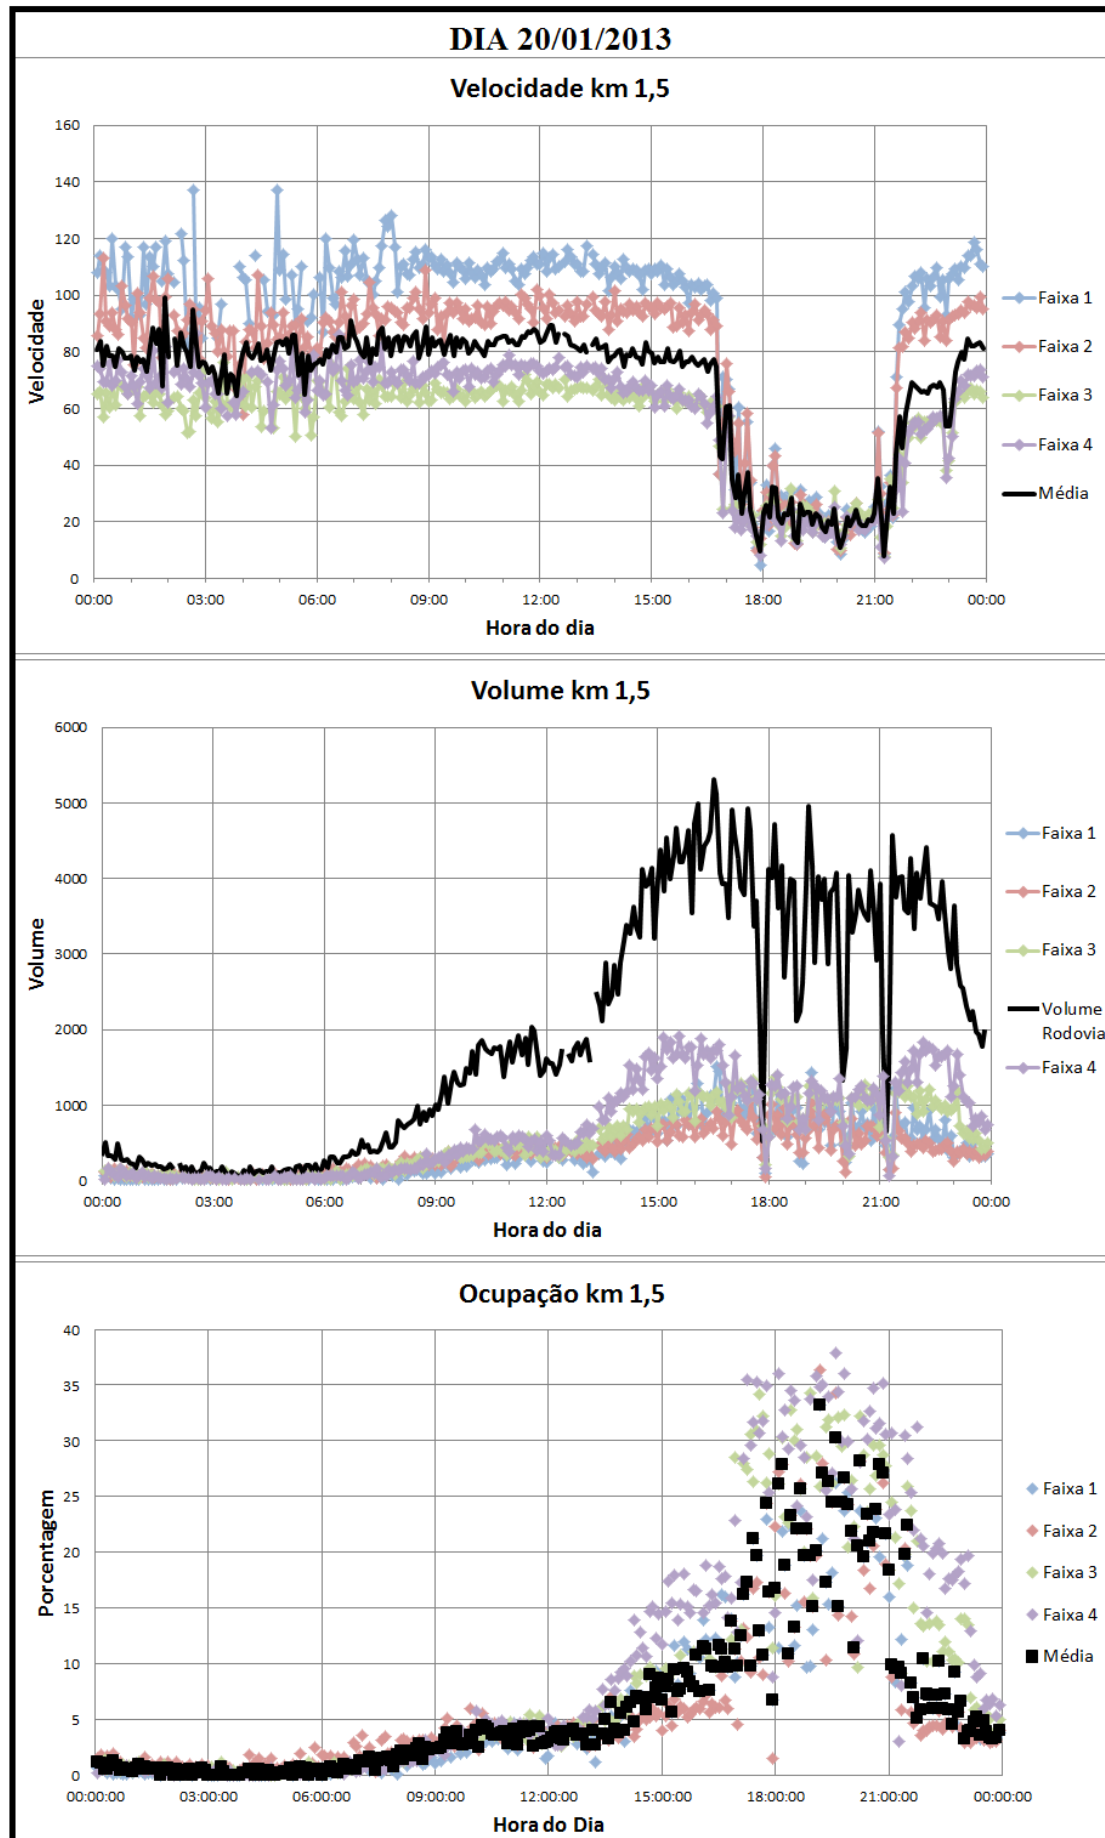 DIA 20/01/2013
Velocidade km 1,5
160
140
120
100
80
60
40
20
0
Velocidade
00:00 03:00 06:00 09:00 12:00 15:00 18:00 21:00 00:00
Hora do dia
Faixa 1
Faixa 2
Faixa 3
Faixa 4
Média
Volume km 1,5
6000
5000
4000
3000
2000
1000
0
Volume
00:00 03:00 06:00 09:00 12:00 15:00 18:00 21:00 00:00
Hora do dia
Faixa 1
Faixa 2
Faixa 3
Volume
Rodovia
Faixa 4
Ocupação km 1,5
40
35
30
25
20
15
10
5
0
Porcentagem
00:00:00 03:00:00 06:00:00 09:00:00 12:00:00 15:00:00 18:00:00 21:00:00 00:00:00
Hora do Dia
Faixa 1
Faixa 2
Faixa 3
Faixa 4
Média